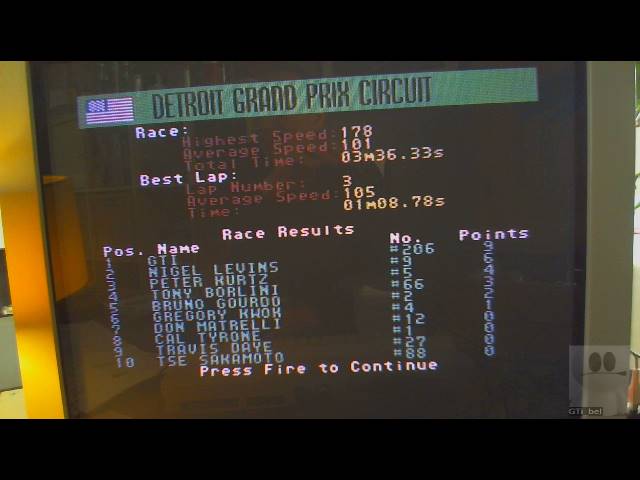 DETROIT GRAND PRIX CIRCUIT
Race:
Highest Speed: 178
Average Speed: 101
Total Time: 03m36.33s
Best Lap:
Lap Number: 3
Average Speed: 105
Time: 01m08.78s
Race Results
Pos. Name No. Points
1 GTI #206 9
2 NIGEL LEVINS #9 6
3 PETER KURTZ #5 4
4 TONY BORLINI #66 3
5 BRUNO GOURDO #2 2
6 GREGORY KWOK #4 1
7 DON MATRELLI #12 0
8 CAL TYRONE #1 0
9 TRAVIS DAYE #27 0
10 TSE SAKAMOTO #88 0
Press Fire to Continue
GTi_bel